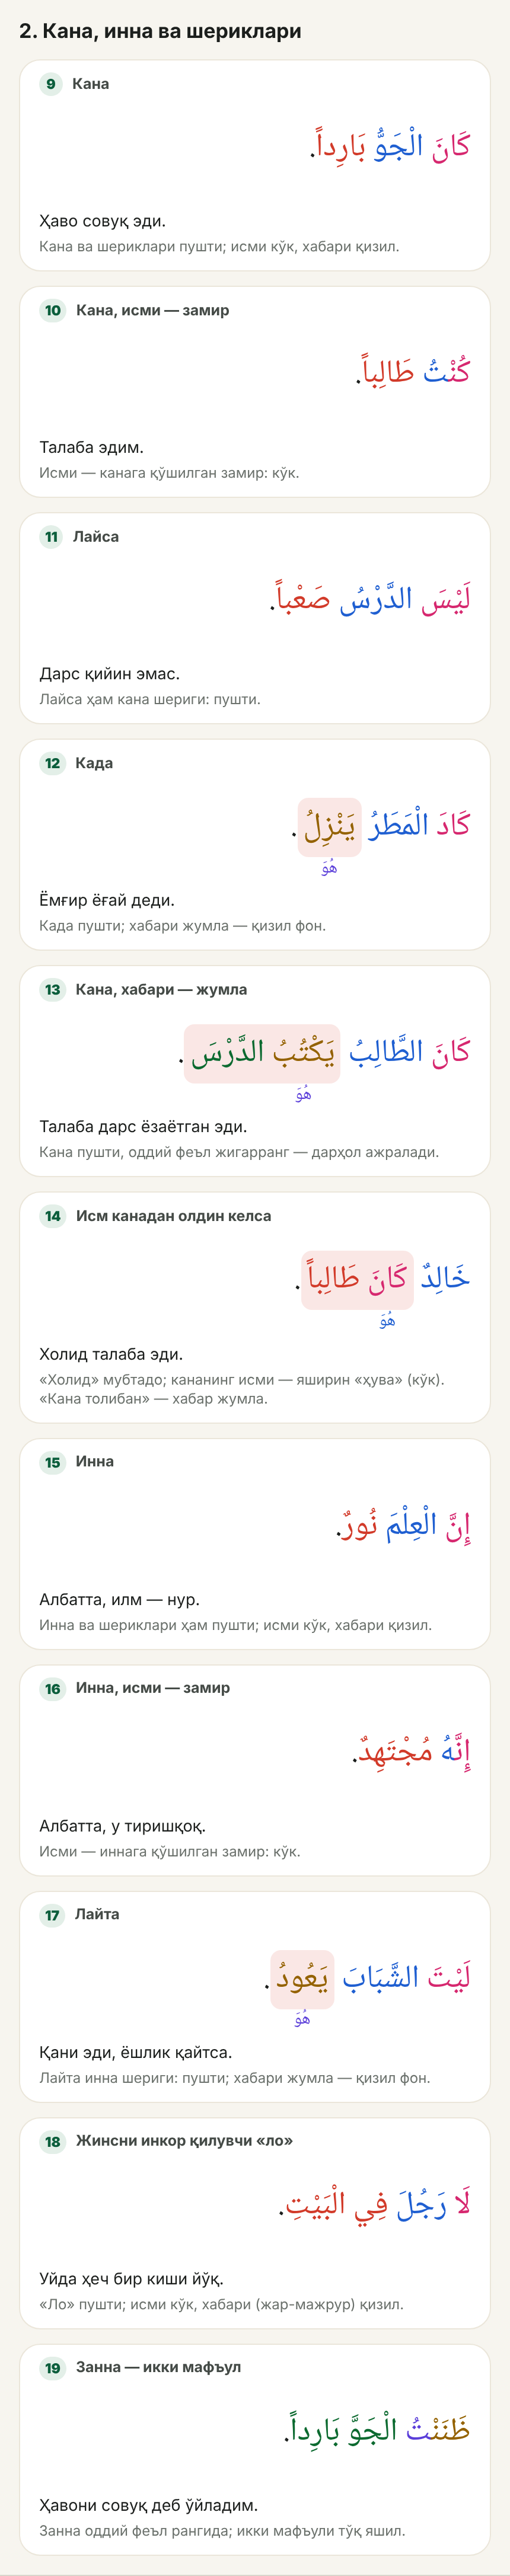 2. Кана, инна ва шериклари
9 Кана
كَانَ الْجَوُّ بَارِداً.
Ҳаво совуқ эди.
Кана ва шериклари пушти; исми кўк, хабари қизил.
10 Кана, исми — замир
كُنْتُ طَالِباً.
Талаба эдим.
Исми — канага қўшилган замир: кўк.
11 Лайса
لَيْسَ الدَّرْسُ صَعْباً.
Дарс қийин эмас.
Лайса ҳам кана шериги: пушти.
12 Када
كَادَ الْمَطَرُ يَنْزِلُ.
هُوَ
Ёмғир ёғай деди.
Када пушти; хабари жумла — қизил фон.
13 Кана, хабари — жумла
كَانَ الطَّالِبُ يَكْتُبُ الدَّرْسَ.
هُوَ
Талаба дарс ёзаётган эди.
Кана пушти, оддий феъл жигарранг — дарҳол ажралади.
14 Исм канадан олдин келса
خَالِدٌ كَانَ طَالِباً.
هُوَ
Холид талаба эди.
«Холид» мубтадо; кананинг исми — яширин «ҳува» (кўк).
«Кана толибан» — хабар жумла.
15 Инна
إِنَّ الْعِلْمَ نُورٌ.
Албатта, илм — нур.
Инна ва шериклари ҳам пушти; исми кўк, хабари қизил.
16 Инна, исми — замир
إِنَّهُ مُجْتَهِدٌ.
Албатта, у тиришқоқ.
Исми — иннага қўшилган замир: кўк.
17 Лайта
لَيْتَ الشَّبَابَ يَعُودُ.
هُوَ
Қани эди, ёшлик қайтса.
Лайта инна шериги: пушти; хабари жумла — қизил фон.
18 Жинсни инкор қилувчи «ло»
لَا رَجُلَ فِي الْبَيْتِ.
Уйда ҳеч бир киши йўқ.
«Ло» пушти; исми кўк, хабари (жар-мажрур) қизил.
19 Занна — икки мафъул
ظَنَنْتُ الْجَوَّ بَارِداً.
Ҳавони совуқ деб ўйладим.
Занна оддий феъл рангида; икки мафъули тўқ яшил.